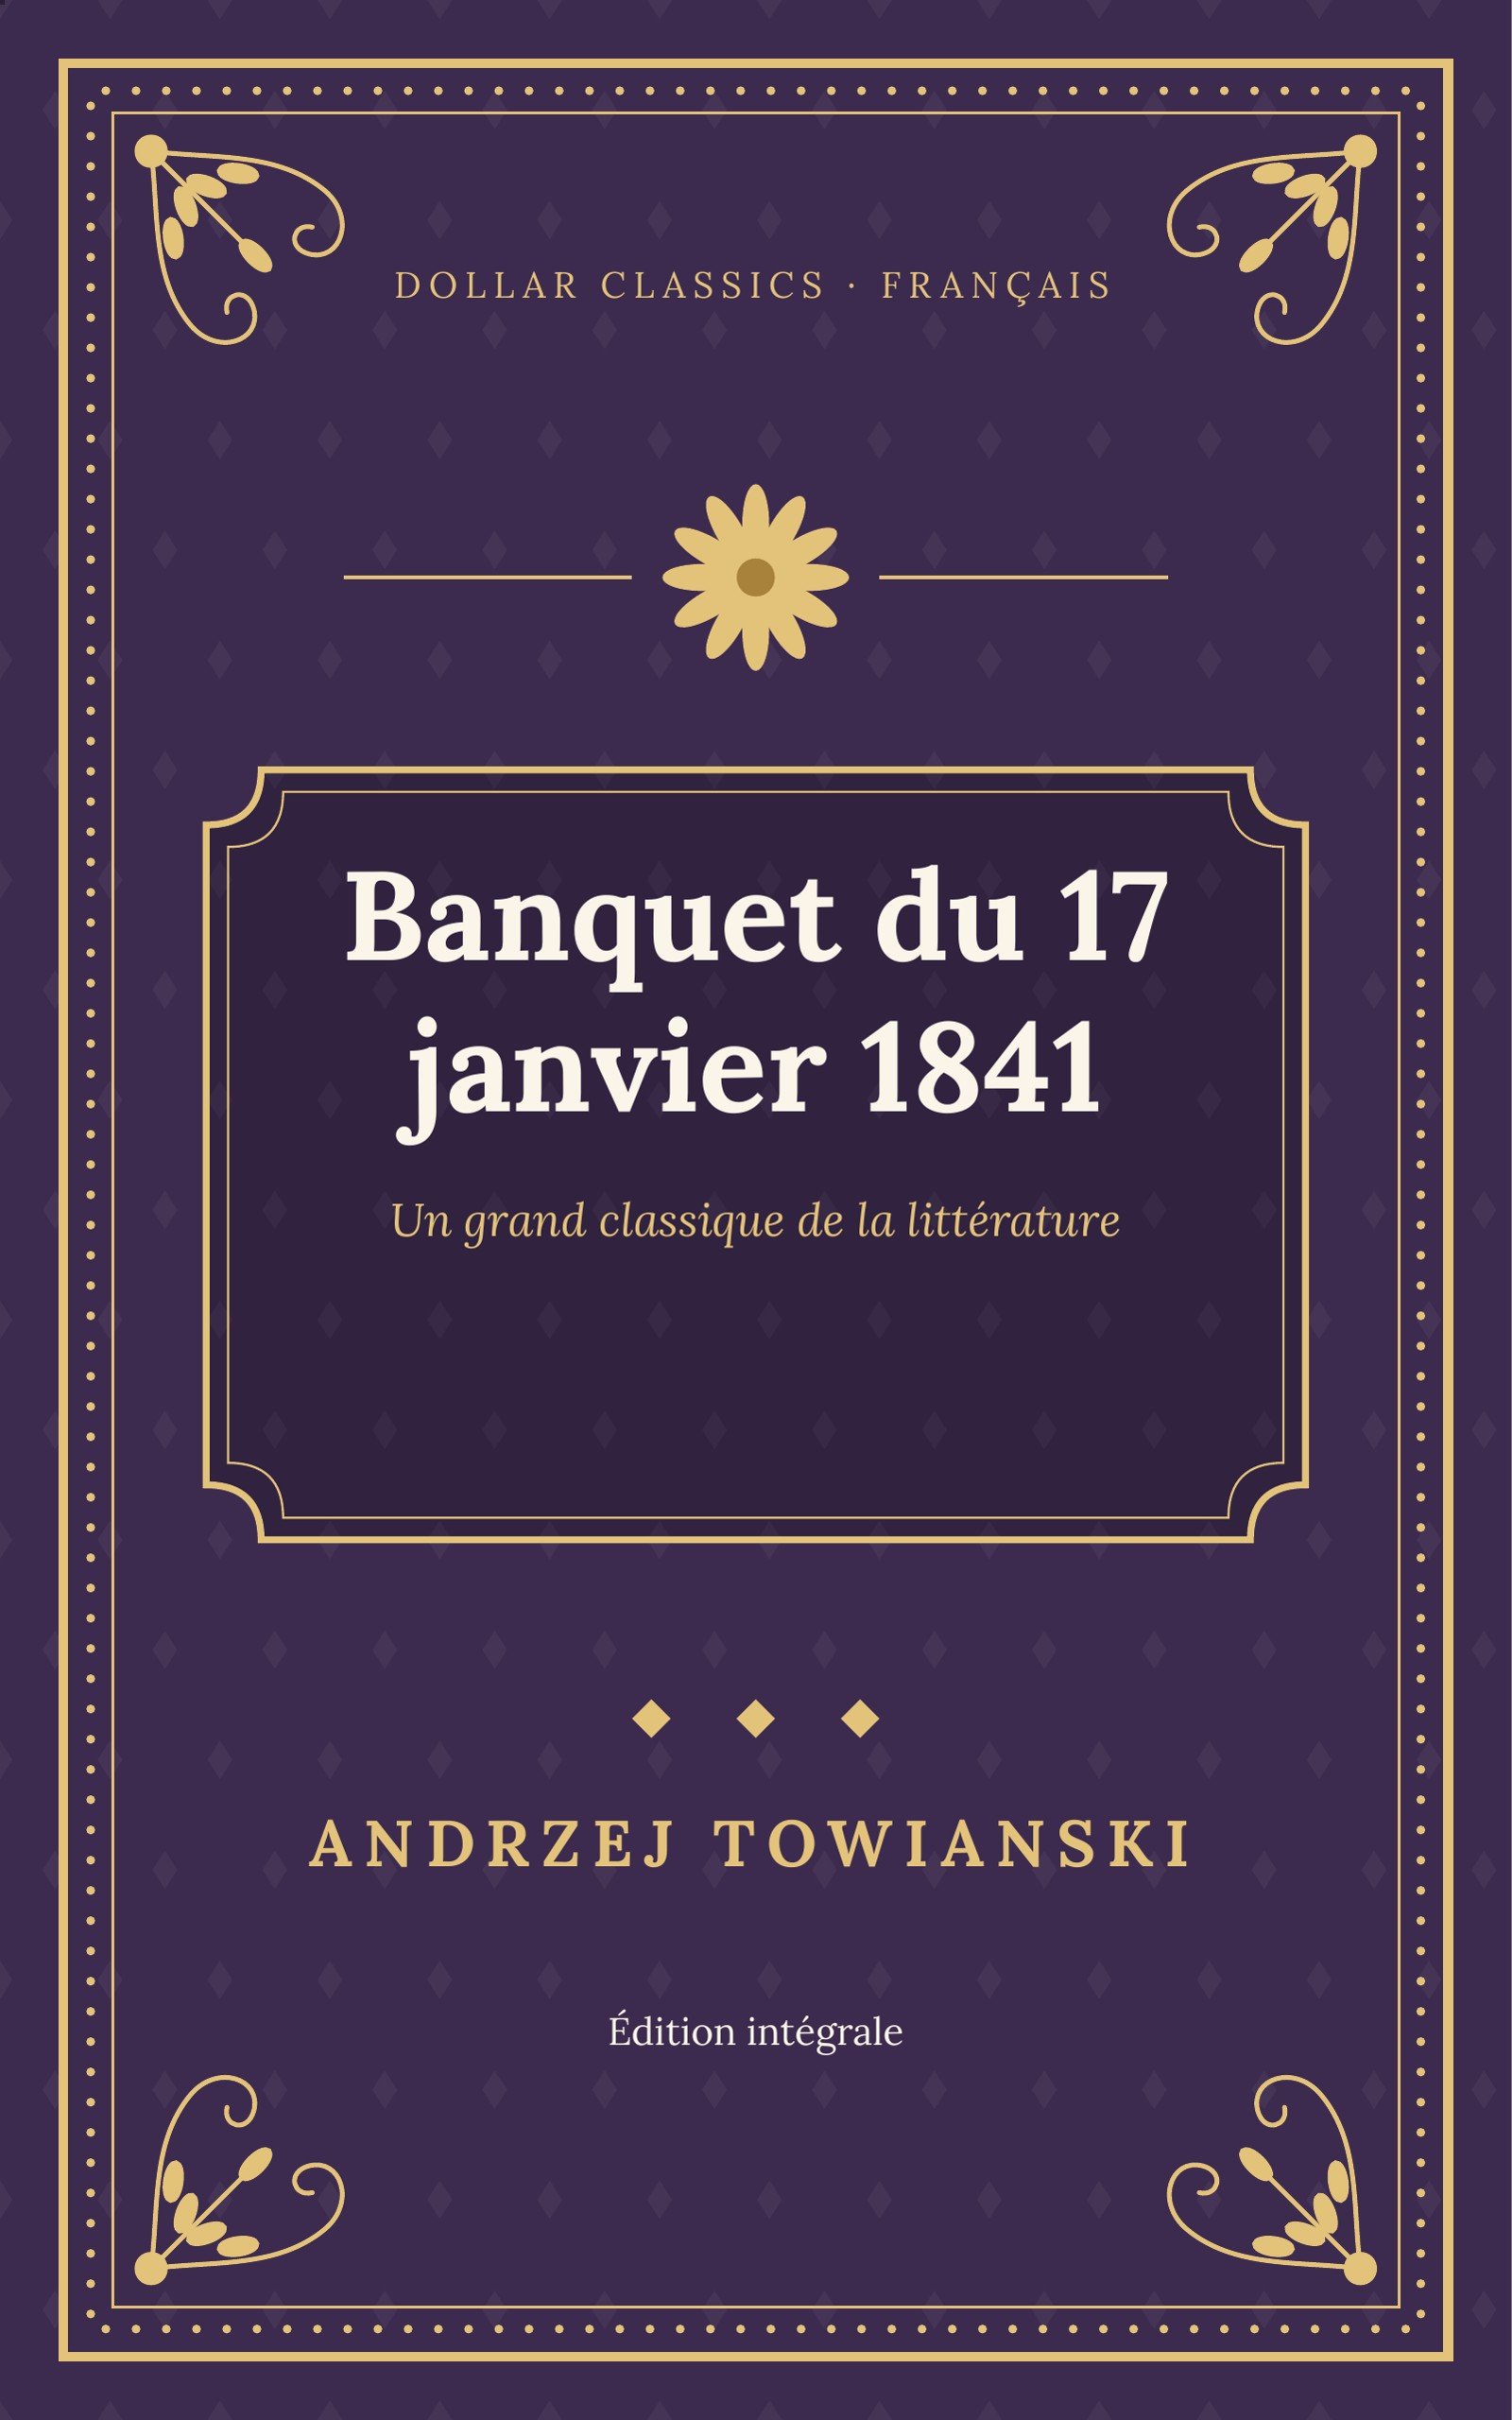 DOLLAR CLASSICS · FRANÇAIS
Banquet du 17
janvier 1841
Un grand classique de la littérature
ANDRZEJ TOWIANSKI
Édition intégrale